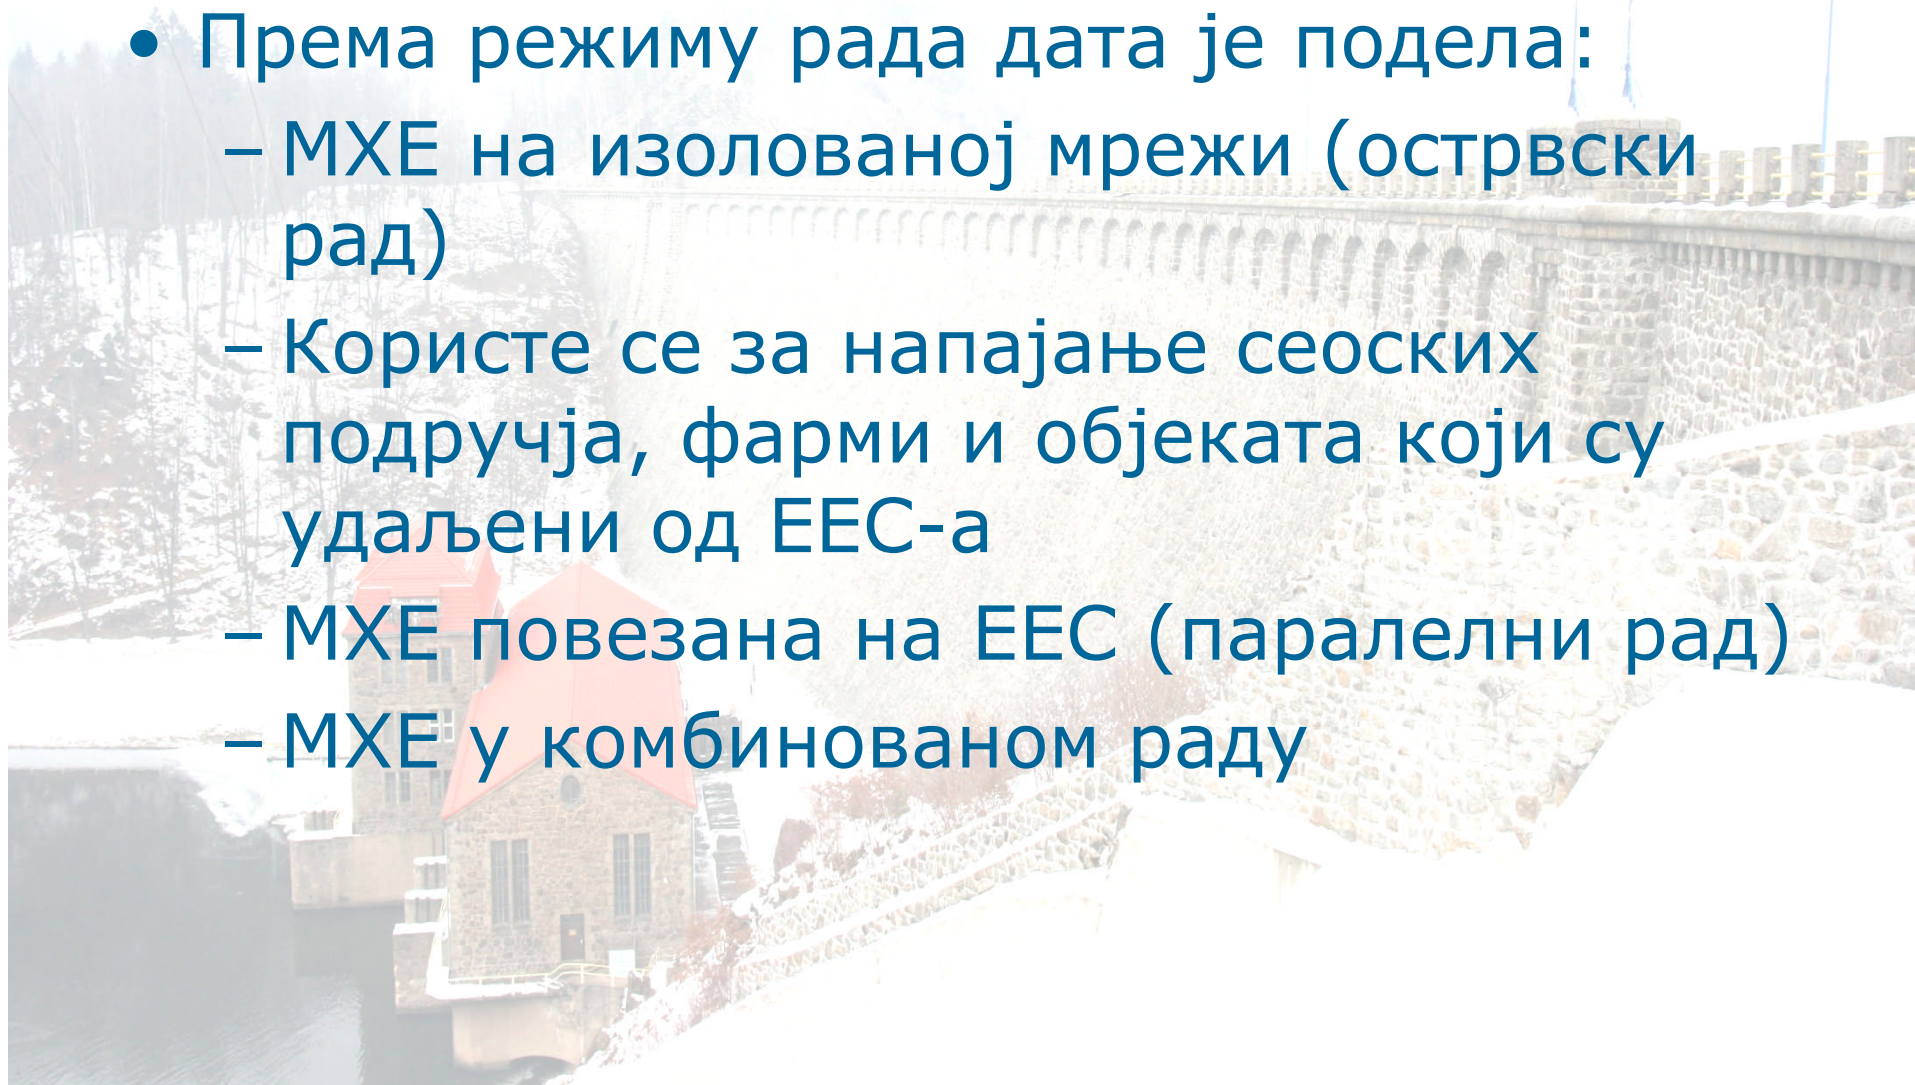 • Према режиму рада дата је подела:
– МХЕ на изолованој мрежи (острвски
рад)
– Користе се за напајање сеоских
подручја, фарми и објеката који су
удаљени од ЕЕС-а
– МХЕ повезана на ЕЕС (паралелни рад)
– МХЕ у комбинованом раду